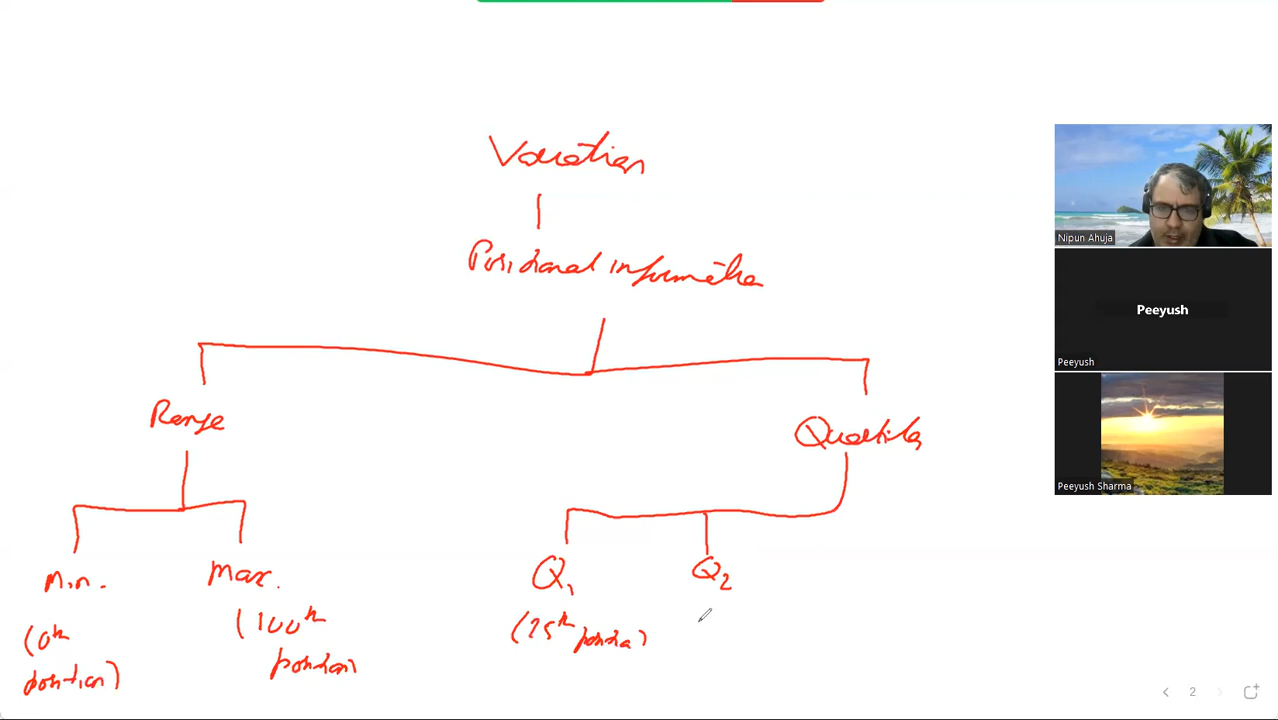 Variation
Positional information
Range
Quartiles
Min.
Max.
Q1
Q2
(0th
position)
(100th
position)
(25th position)
Nipun Ahuja
Peeyush
Peeyush
Peeyush Sharma
2